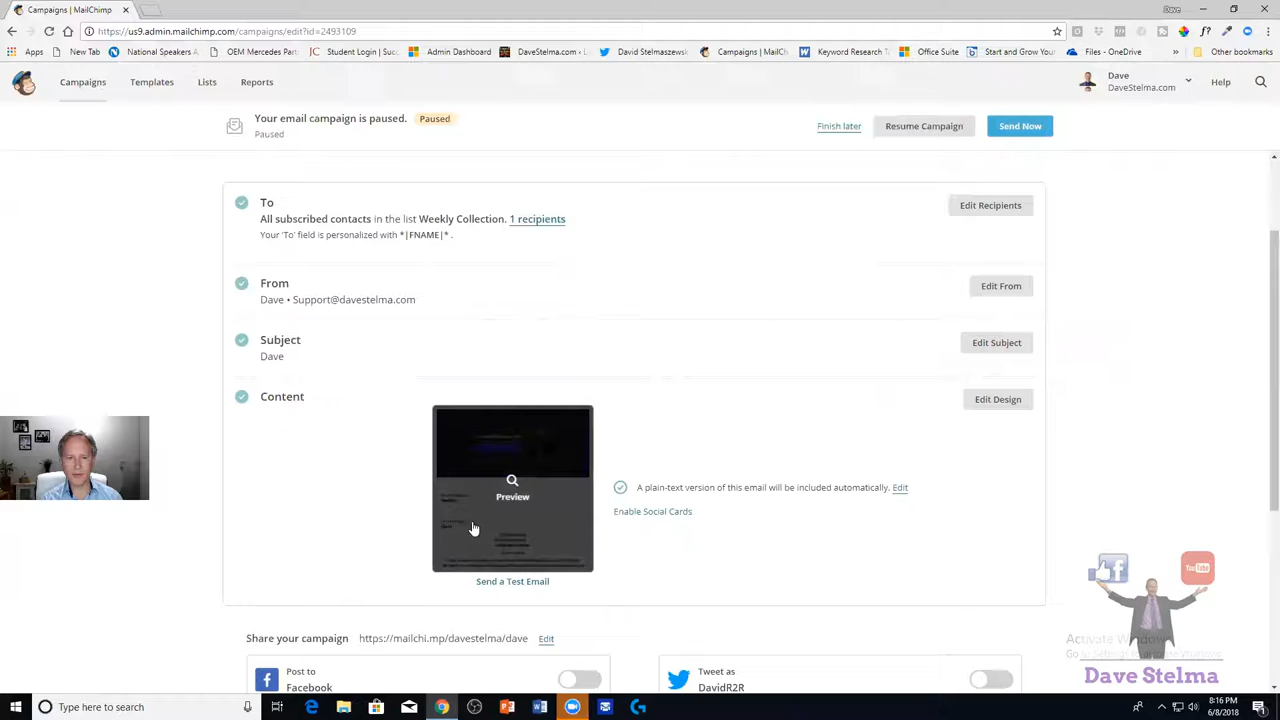 Campaigns | MailChimp
Dave
https://us9.admin.mailchimp.com/campaigns/edit?id=2493109
Apps
New Tab
National Speakers A
OEM Mercedes Parts
Student Login | Suc
Admin Dashboard
DaveStelma.com
David Stelmaszewsk
Campaigns | MailCh
Keyword Research T
Office Suite
Start and Grow Your
Files - OneDrive
Other bookmarks
Campaigns
Templates
Lists
Reports
Dave
DaveStelma.com
Help
Your email campaign is paused.
Paused
Paused
Finish later
Resume Campaign
Send Now
To
All subscribed contacts in the list Weekly Collection. 1 recipients
Your 'To' field is personalized with *|FNAME|* .
Edit Recipients
From
Dave • Support@davestelma.com
Edit From
Subject
Dave
Edit Subject
Content
Edit Design
Preview
A plain-text version of this email will be included automatically. Edit
Enable Social Cards
Send a Test Email
You Tube
Activate Windows
Dave Stelma
Share your campaign
https://mailchi.mp/davestelma/dave
Edit
Post to
Facebook
Tweet as
DavidR2R
Type here to search
8:16 PM
6/8/2018